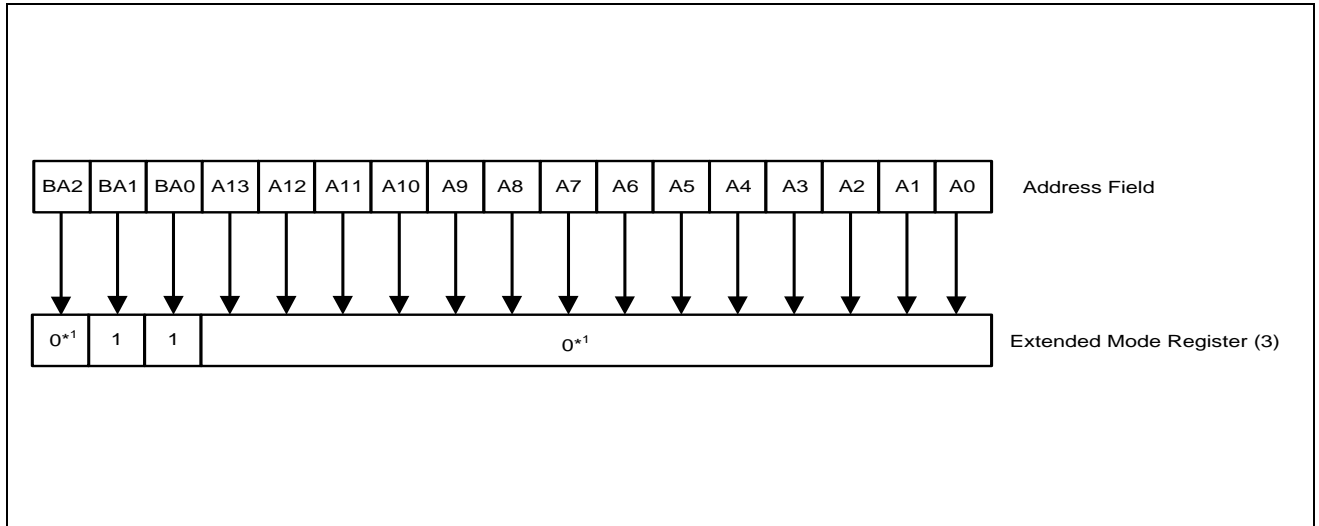 BA2 BA1 BA0 A13 A12 A11 A10 A9 A8 A7 A6 A5 A4 A3 A2 A1 A0 Address Field
0*1 1 1 0*1 Extended Mode Register (3)